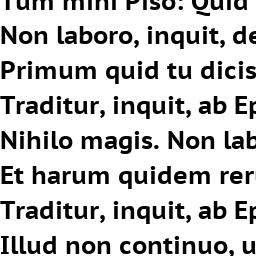 Tum mihi Piso: Quid
Non laboro, inquit, de
Primum quid tu dicis
Traditur, inquit, ab Ep
Nihilo magis. Non lab
Et harum quidem rer
Traditur, inquit, ab Ep
Illud non continuo, u